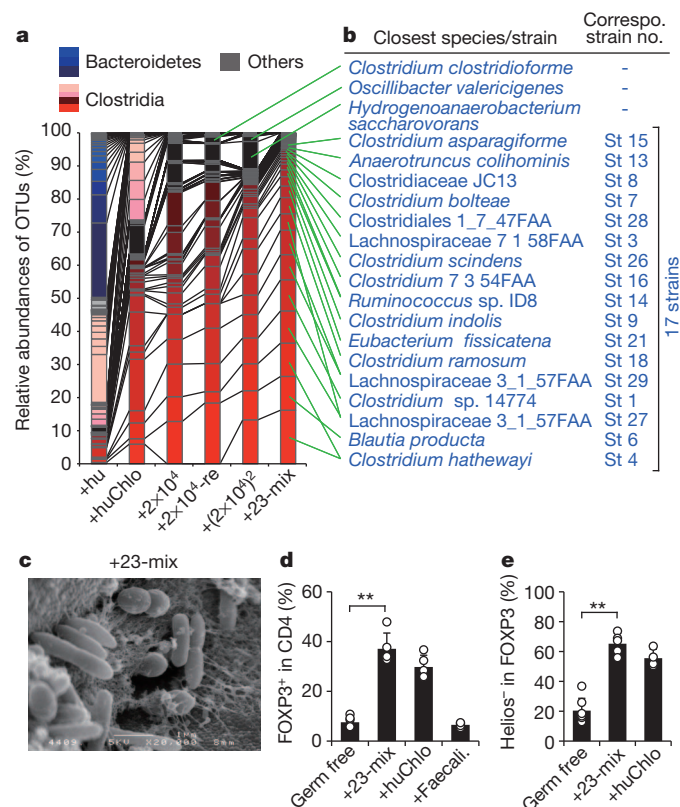 a
Bacteroidetes
Others
Clostridia
Relative abundances of OTUs (%)
100
90
80
70
60
50
40
30
20
10
0
+hu
+huChlo
+2×10⁴
+2×10⁴-re
+(2×10⁴)2
+23-mix
b
Closest species/strain
Correspo.
strain no.
Clostridium clostridioforme -
Oscillibacter valericigenes -
Hydrogenoanaerobacterium -
saccharovorans
Clostridium asparagiforme St 15
Anaerotruncus colihominis St 13
Clostridiaceae JC13 St 8
Clostridium bolteae St 7
Clostridiales 1_7_47FAA St 28
Lachnospiraceae 7 1 58FAA St 3
Clostridium scindens St 26
Clostridium 7 3 54FAA St 16
Ruminococcus sp. ID8 St 14
Clostridium indolis St 9
Eubacterium fissicatena St 21
Clostridium ramosum St 18
Lachnospiraceae 3_1_57FAA St 29
Clostridium sp. 14774 St 1
Lachnospiraceae 3_1_57FAA St 27
Blautia producta St 6
Clostridium hathewayi St 4
17 strains
c
+23-mix
1µm
4409 5KV X20,000 8mm
d
FOXP3⁺ in CD4 (%)
60
40
20
0
**
Germ free
+23-mix
+huChlo
+Faecali.
e
Helios⁻ in FOXP3 (%)
100
80
60
40
20
0
**
Germ free
+23-mix
+huChlo